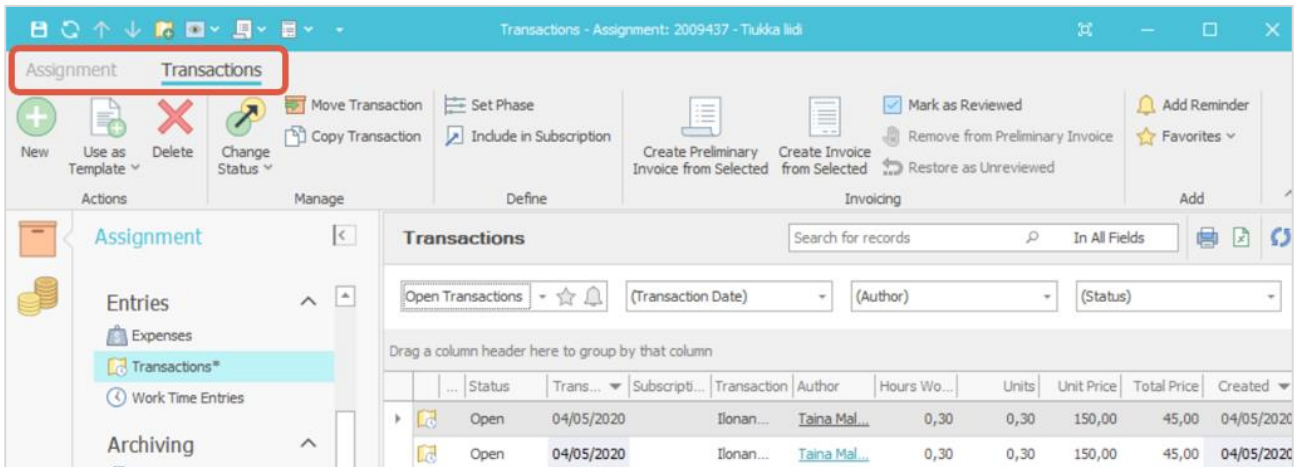 Transactions - Assignment: 2009437 - Tiukka liidi
Assignment Transactions
New
Use as Template
Delete
Change Status
Move Transaction
Copy Transaction
Set Phase
Include in Subscription
Create Preliminary Invoice from Selected
Create Invoice from Selected
Mark as Reviewed
Remove from Preliminary Invoice
Restore as Unreviewed
Add Reminder
Favorites
Actions Manage Define Invoicing Add
Assignment
Entries
Expenses
Transactions*
Work Time Entries
Archiving
Transactions
Search for records In All Fields
Open Transactions (Transaction Date) (Author) (Status)
Drag a column header here to group by that column
... Status Trans... Subscripti... Transaction Author Hours Wo... Units Unit Price Total Price Created
Open 04/05/2020 Ilonan... Taina Mal... 0,30 0,30 150,00 45,00 04/05/2020
Open 04/05/2020 Ilonan... Taina Mal... 0,30 0,30 150,00 45,00 04/05/2020